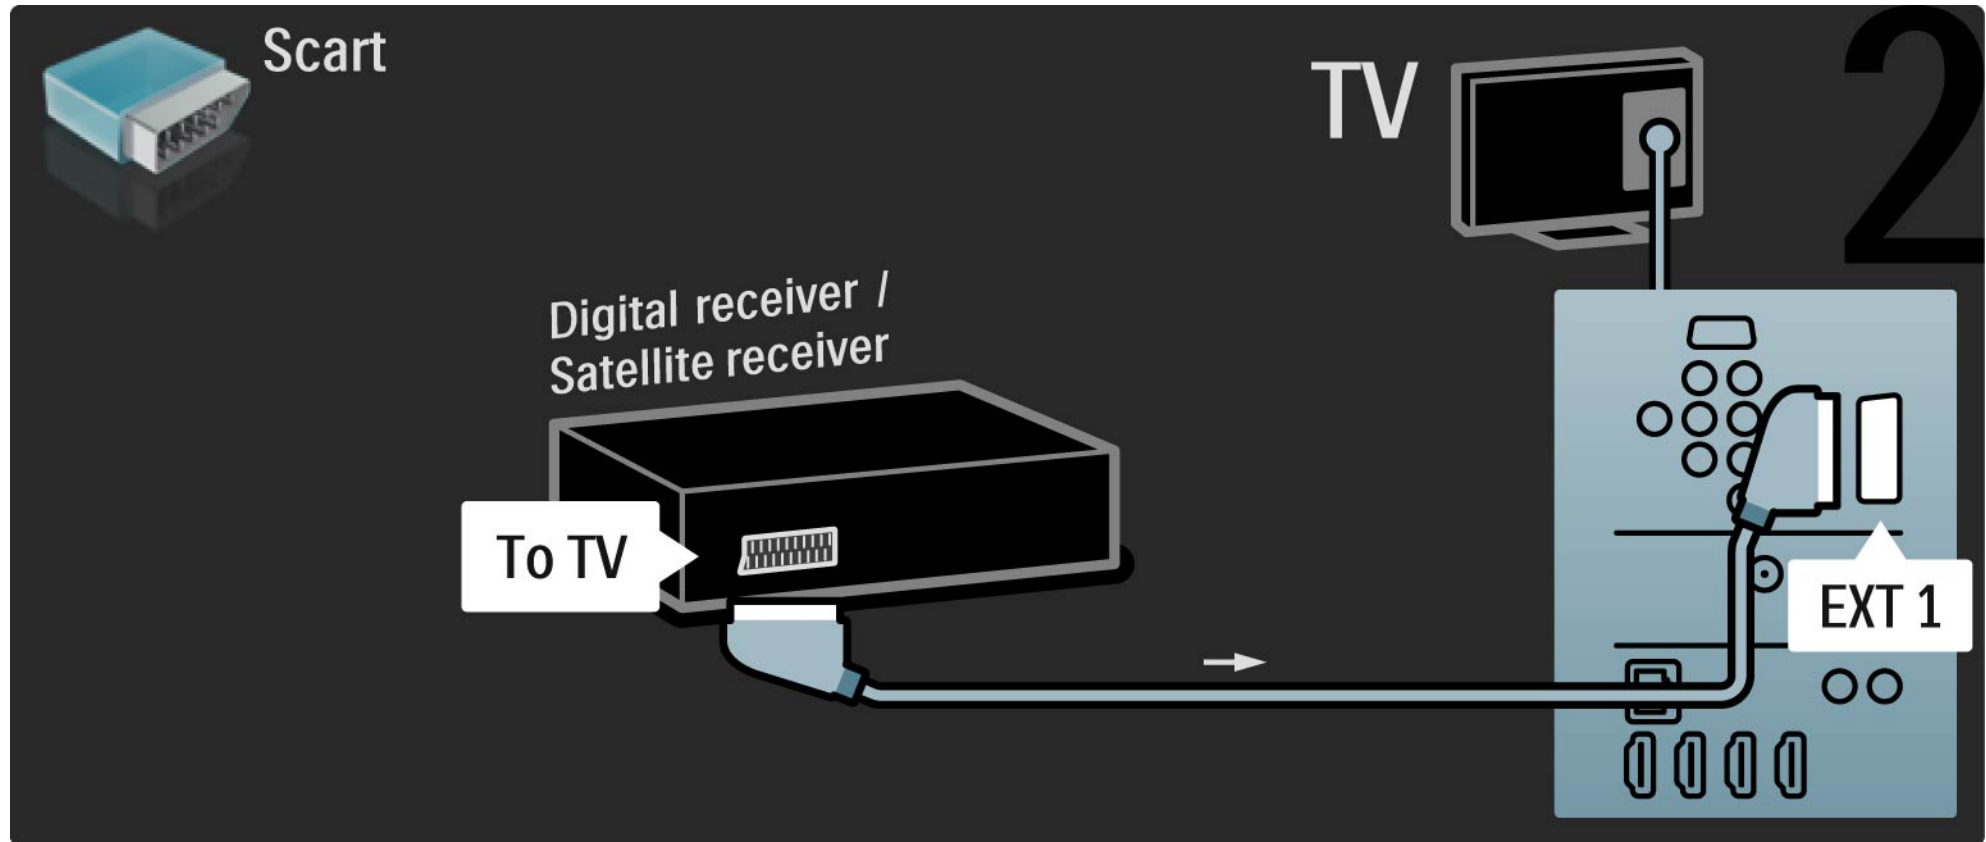 Scart
TV
2
Digital receiver /
Satellite receiver
To TV
EXT 1